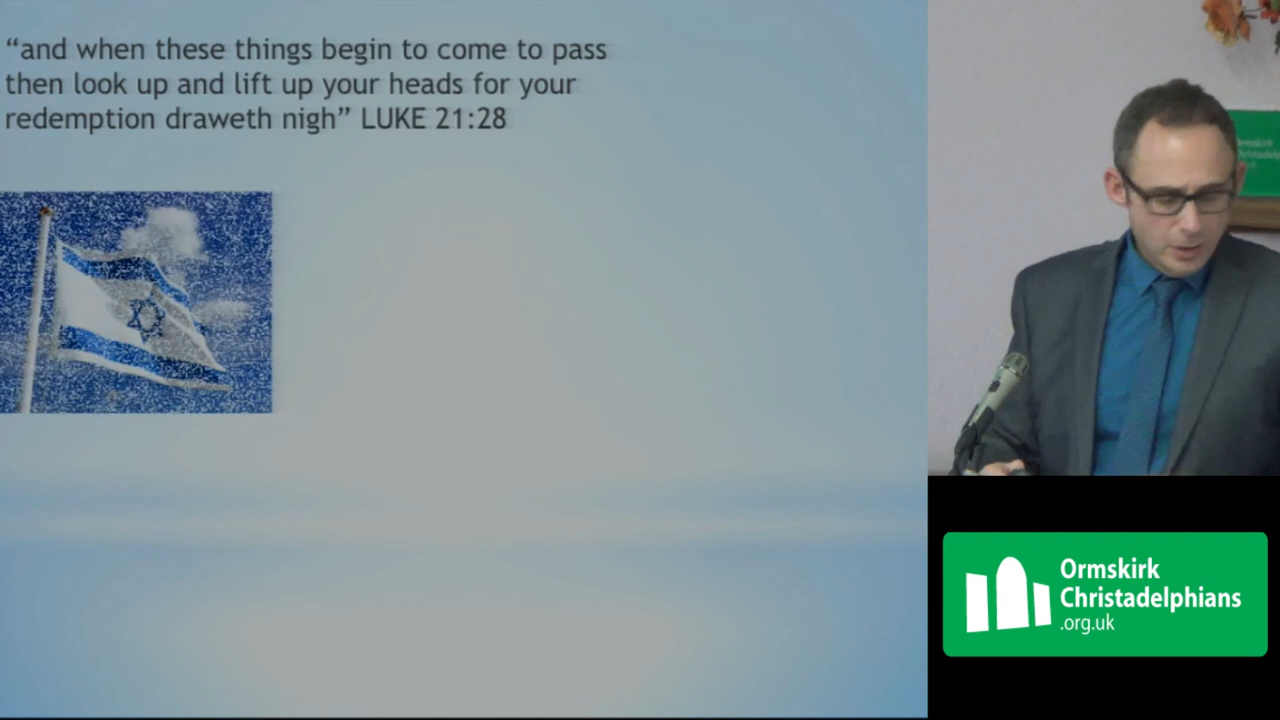 “and when these things begin to come to pass
then look up and lift up your heads for your
redemption draweth nigh” LUKE 21:28
Ormskirk
Christadelphians
.org.uk